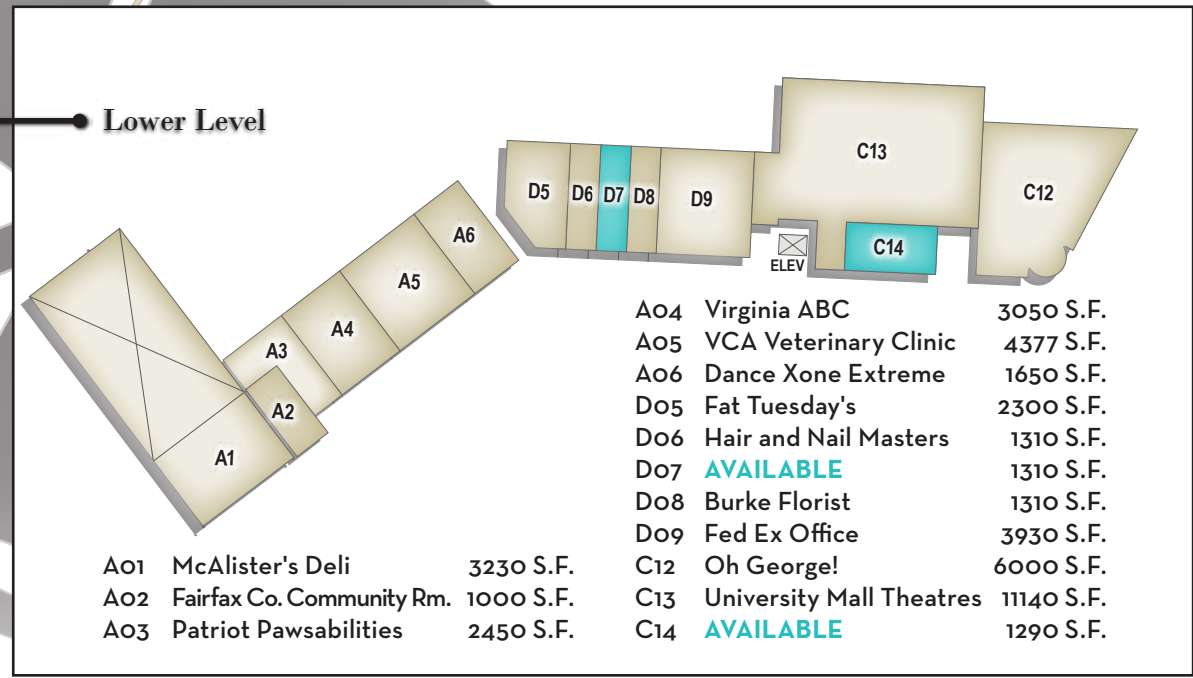 Lower Level
C13
D5
D6
D7
D8
D9
C12
A6
C14
ELEV
A5
A4
A3
A2
A1
A04 Virginia ABC 3050 S.F.
A05 VCA Veterinary Clinic 4377 S.F.
A06 Dance Xone Extreme 1650 S.F.
D05 Fat Tuesday's 2300 S.F.
D06 Hair and Nail Masters 1310 S.F.
D07 AVAILABLE 1310 S.F.
D08 Burke Florist 1310 S.F.
D09 Fed Ex Office 3930 S.F.
C12 Oh George! 6000 S.F.
C13 University Mall Theatres 11140 S.F.
C14 AVAILABLE 1290 S.F.
A01 McAlister's Deli 3230 S.F.
A02 Fairfax Co. Community Rm. 1000 S.F.
A03 Patriot Pawsabilities 2450 S.F.